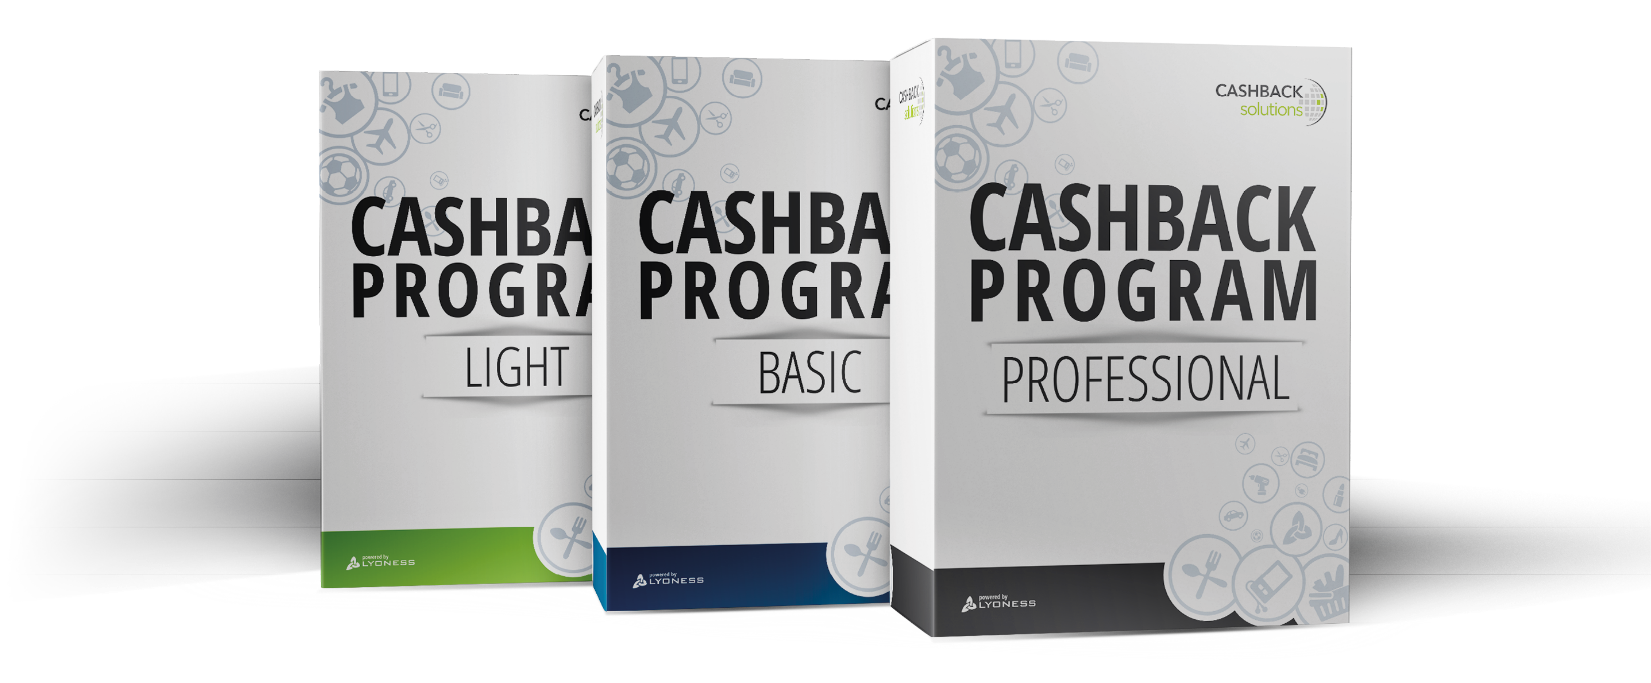 CASHBA
PROGRA
LIGHT
powered by
LYONESS
CASHBA
PROGRA
BASIC
powered by
LYONESS
CASHBACK
solutions
CASHBACK
PROGRAM
PROFESSIONAL
powered by
LYONESS